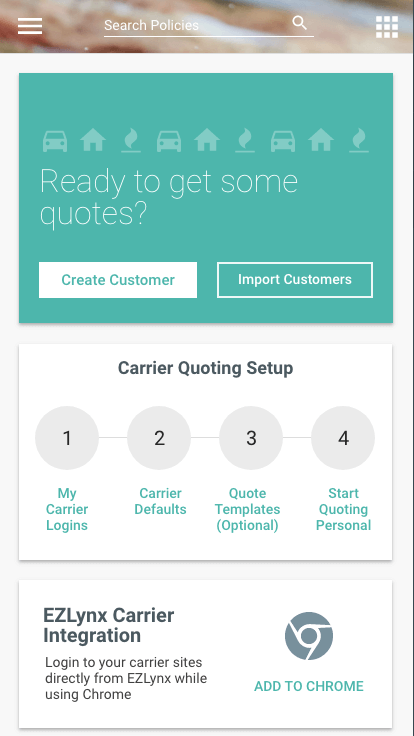 Search Policies
Ready to get some
quotes?
Create Customer
Import Customers
Carrier Quoting Setup
1
2
3
4
My
Carrier
Logins
Carrier
Defaults
Quote
Templates
(Optional)
Start
Quoting
Personal
EZLynx Carrier
Integration
Login to your carrier sites
directly from EZLynx while
using Chrome
ADD TO CHROME